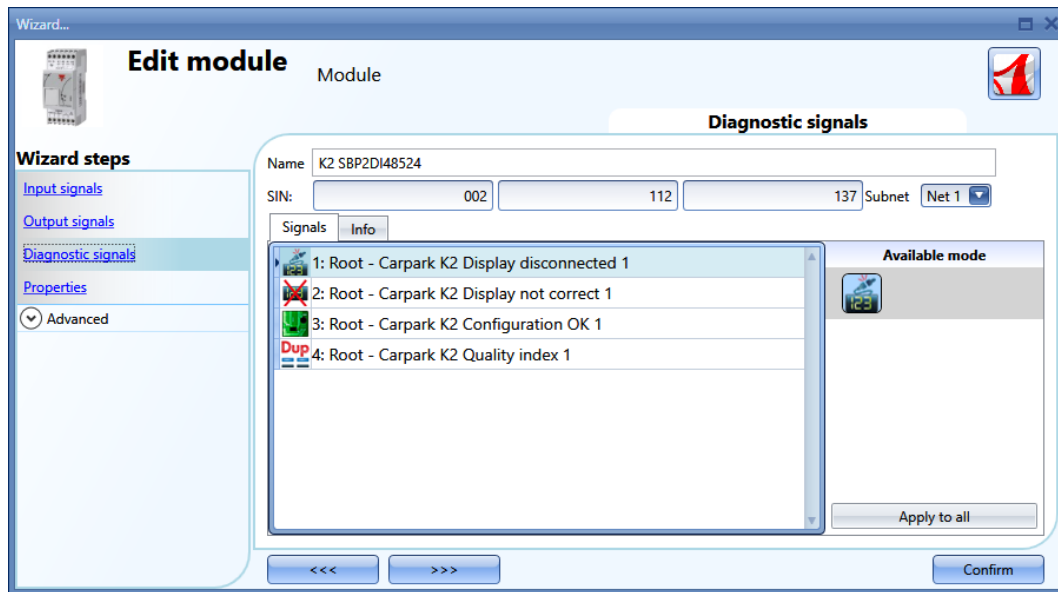 Wizard...
Edit module
Module
Diagnostic signals
Wizard steps
Input signals
Output signals
Diagnostic signals
Properties
Advanced
Name K2 SBP2DI48524
SIN: 002 112 137 Subnet Net 1
Signals Info
1: Root - Carpark K2 Display disconnected 1
2: Root - Carpark K2 Display not correct 1
3: Root - Carpark K2 Configuration OK 1
Dup 4: Root - Carpark K2 Quality index 1
Available mode
123
Apply to all
<<< >>> Confirm